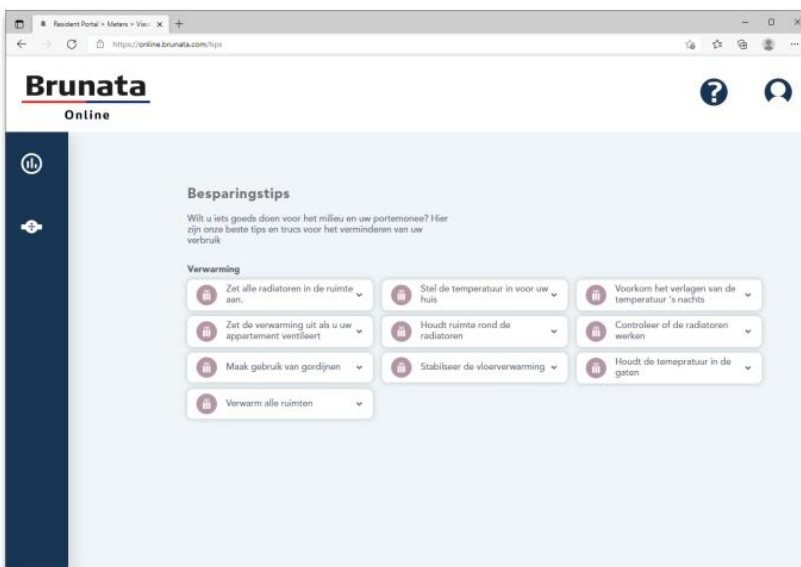 Resident Portal > Meters > View
https://online.brunata.com/tips
Brunata
Online
?
Besparingstips
Wilt u iets goeds doen voor het milieu en uw portemonee? Hier
zijn onze beste tips en trucs voor het verminderen van uw
verbruik
Verwarming
Zet alle radiatoren in de ruimte
aan.
Stel de temperatuur in voor uw
huis
Voorkom het verlagen van de
temperatuur 's nachts
Zet de verwarming uit als u uw
appartement ventileert
Houdt ruimte rond de
radiatoren
Controleer of de radiatoren
werken
Maak gebruik van gordijnen
Stabilseer de vloerverwarming
Houdt de temepratuur in de
gaten
Verwarm alle ruimten